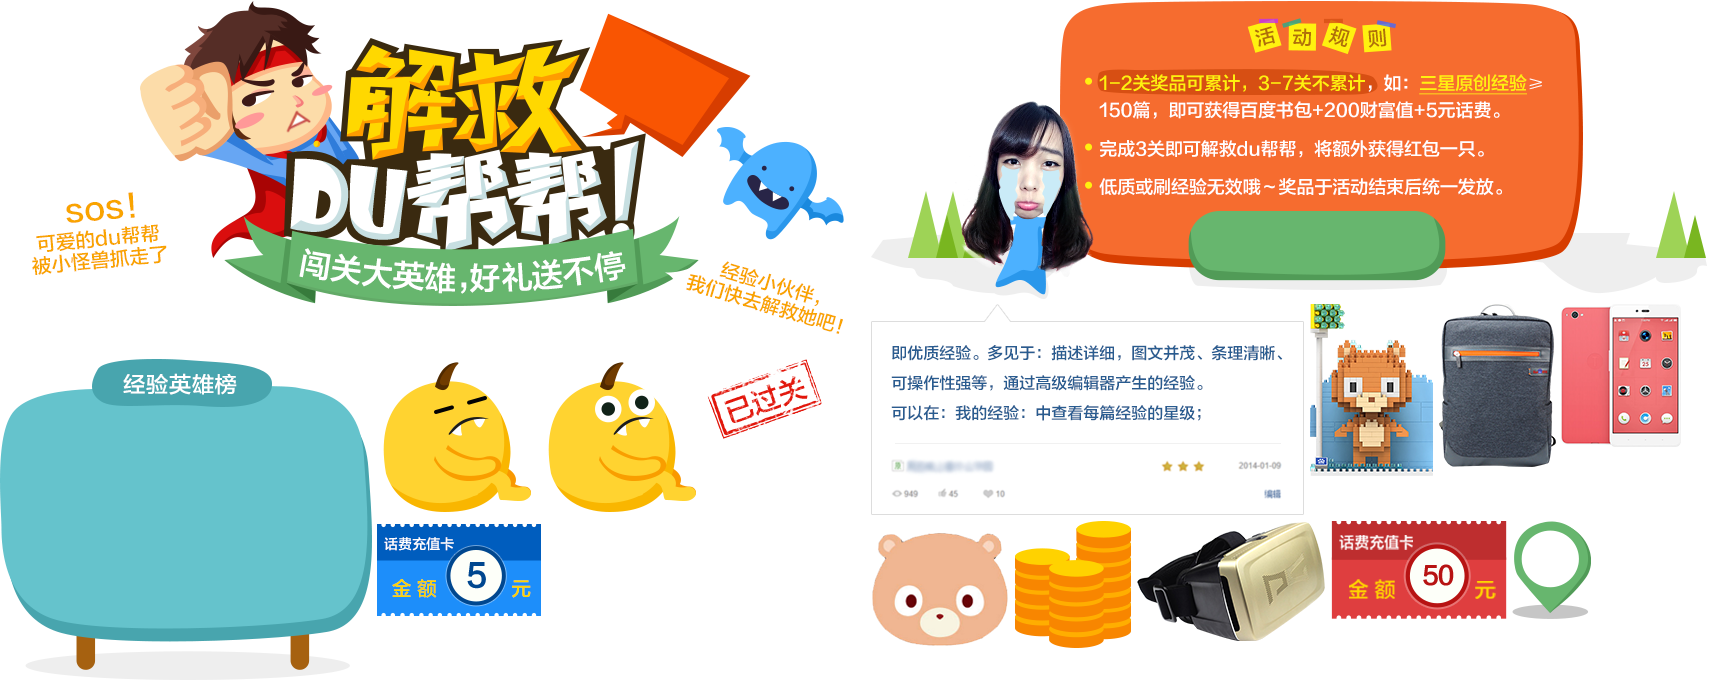 解救
DU帮帮!
闯关大英雄,好礼送不停
SOS!
可爱的du帮帮
被小怪兽抓走了
经验小伙伴,
我们快去解救她吧!
活动规则
1-2关奖品可累计，3-7关不累计，如：三星原创经验≥
150篇，即可获得百度书包+200财富值+5元话费。
完成3关即可解救du帮帮，将额外获得红包一只。
低质或刷经验无效哦~奖品于活动结束后统一发放。
经验英雄榜
已过关
即优质经验。多见于：描述详细，图文并茂、条理清晰、
可操作性强等，通过高级编辑器产生的经验。
可以在：我的经验：中查看每篇经验的星级；
2014-01-09
949 45 10 编辑
话费充值卡
金额 5 元
话费充值卡
金额 50 元